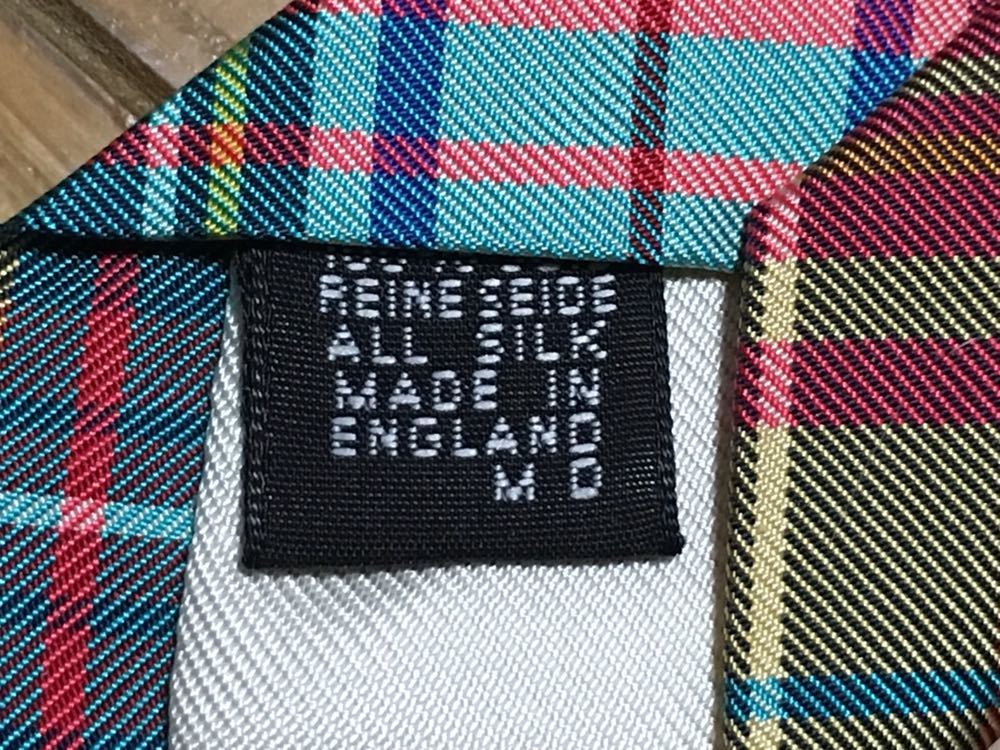 REINE SEIDE
ALL SILK
MADE IN
ENGLAND
M D